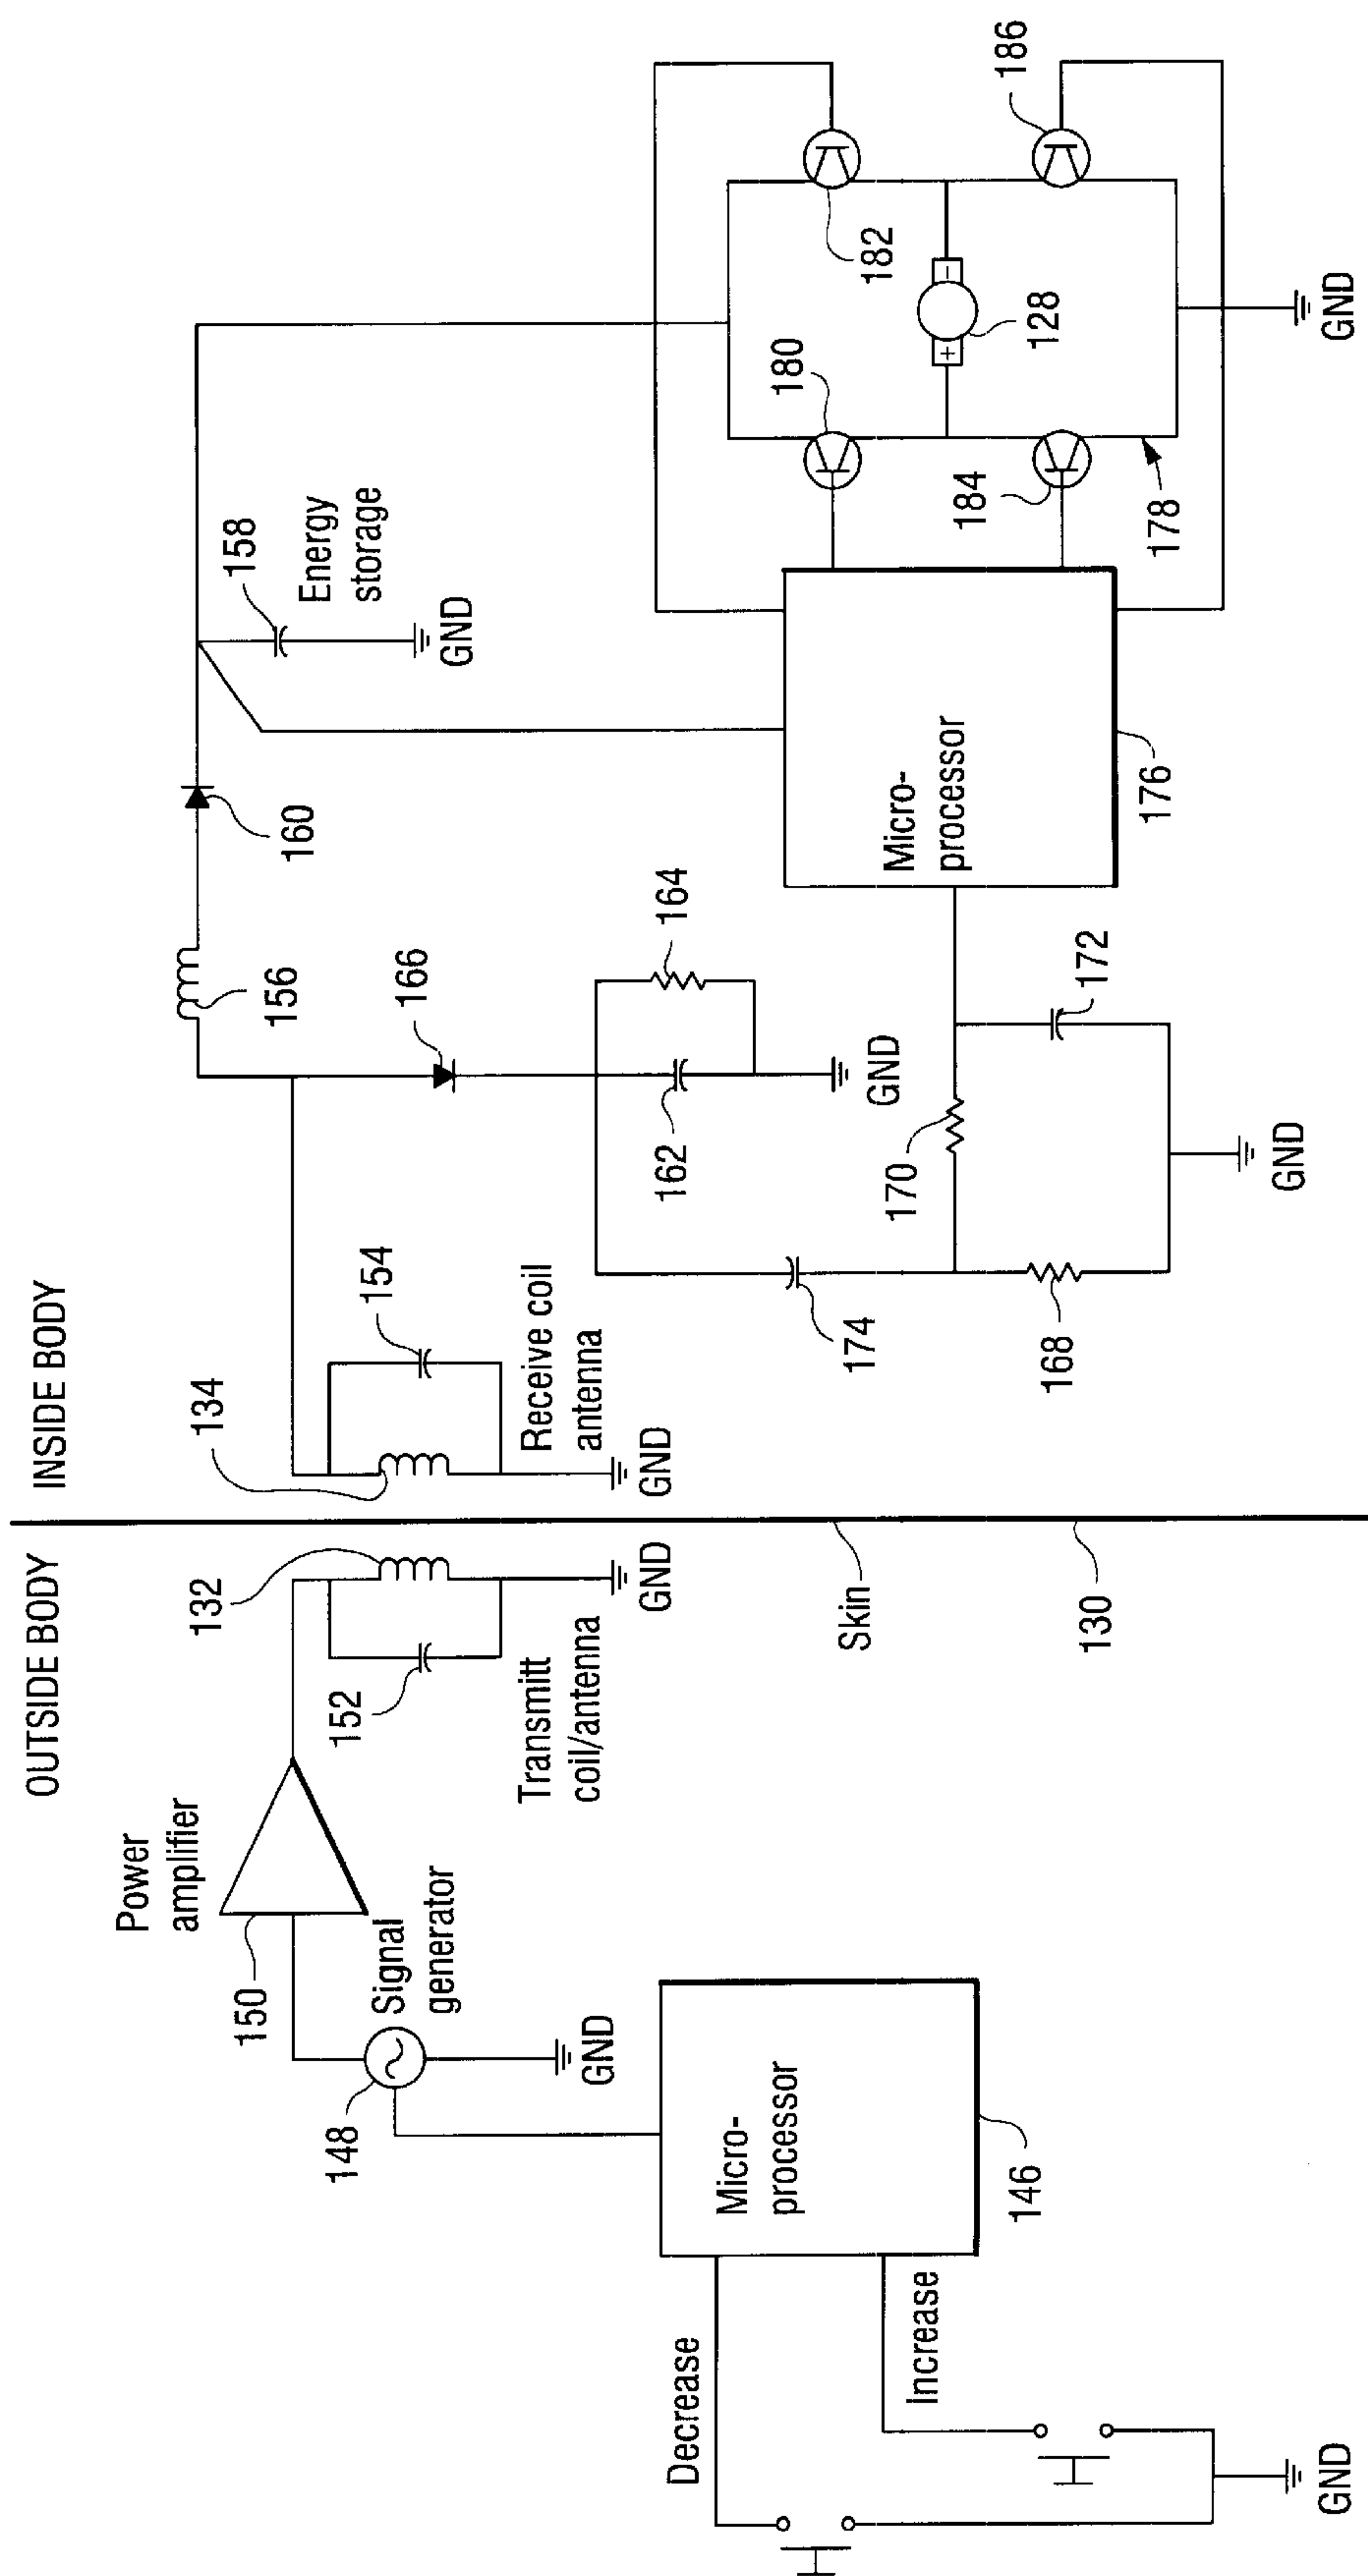 OUTSIDE BODY
INSIDE BODY
Power
amplifier
150
Signal
generator
148
GND
Micro-
processor
146
Decrease
Increase
GND
132
152
Transmitt
coil/antenna
GND
Skin
130
134
154
Receive coil
antenna
GND
156
160
158
Energy
storage
GND
166
164
162
GND
174
170
172
168
GND
Micro-
processor
176
180
182
184
186
+
-
128
178
GND